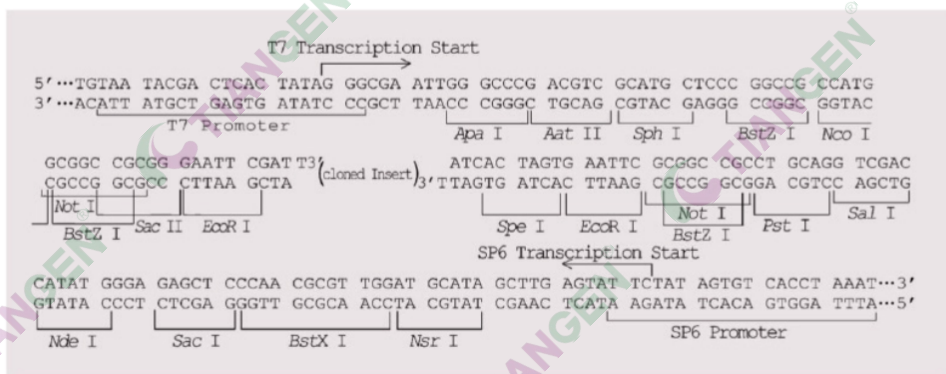 T7 Transcription Start
5'···TGTAA TACGA CTCAC TATAG GGCGA ATTGG GCCCG ACGTC GCATG CTCCC GGCCG CCATG
3'···ACATT ATGCT GAGTG ATATC CCGCT TAACC CGGGC TGCAG CGTAC GAGGG CCGGC GGTAC
T7 Promoter
Apa I Aat II Sph I BstZ I Nco I
GCGGC CGCGG GAATT CGATT3' (cloned Insert) ATCAC TAGTG AATTC GCGGC CGCCT GCAGG TCGAC
CGCCG GCGCC CTTAA GCTA 3'TTAGTG ATCAC TTAAG CGCCG GCGGA CGTCC AGCTG
Not I
BstZ I Sac II EcoR I Spe I EcoR I Not I BstZ I Pst I Sal I
SP6 Transcription Start
CATAT GGGA GAGCT CCCAA CGCGT TGGAT GCATA GCTTG AGTAT TCTAT AGTGT CACCT AAAT···3'
GTATA CCCT CTCGA GGGTT GCGCA ACCTA CGTAT CGAAC TCATA AGATA TCACA GTGGA TTTA···5'
Nde I Sac I BstX I Nsr I SP6 Promoter
TIANGEN
TIANGEN
TIANGEN
TIANGEN